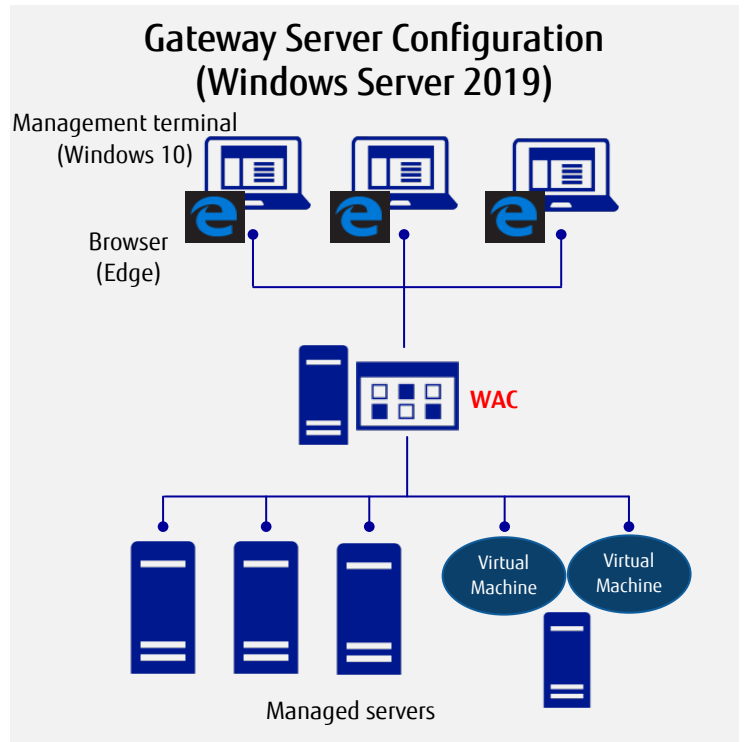 Gateway Server Configuration
(Windows Server 2019)
Management terminal
(Windows 10)
Browser
(Edge)
WAC
Virtual
Machine
Virtual
Machine
Managed servers